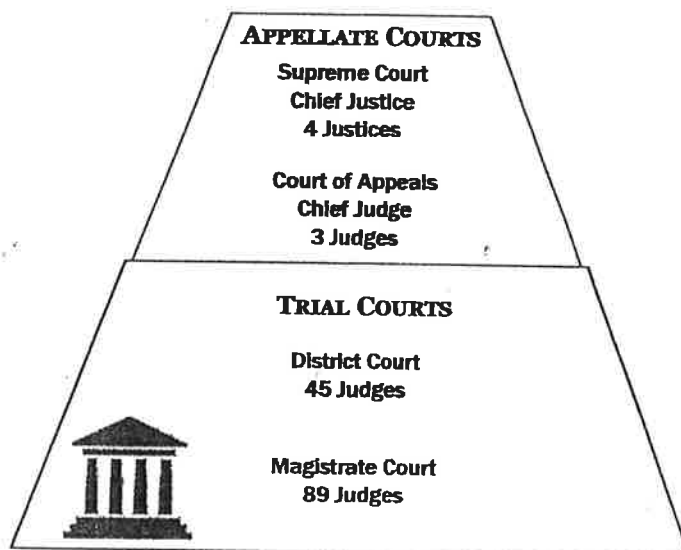 APPELLATE COURTS
Supreme Court
Chief Justice
4 Justices
Court of Appeals
Chief Judge
3 Judges
TRIAL COURTS
District Court
45 Judges
Magistrate Court
89 Judges